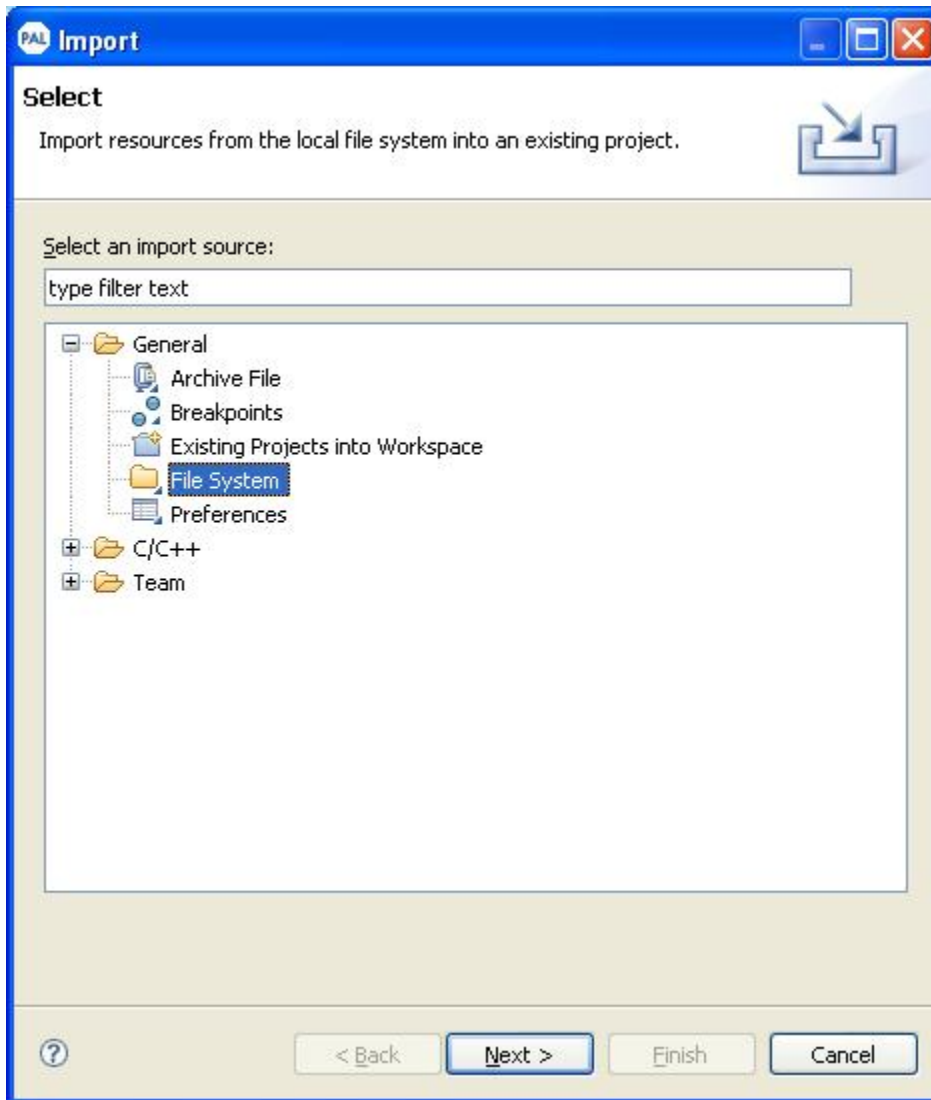 PAL Import
Select
Import resources from the local file system into an existing project.
Select an import source:
type filter text
General
Archive File
Breakpoints
Existing Projects into Workspace
File System
Preferences
C/C++
Team
? < Back Next > Finish Cancel